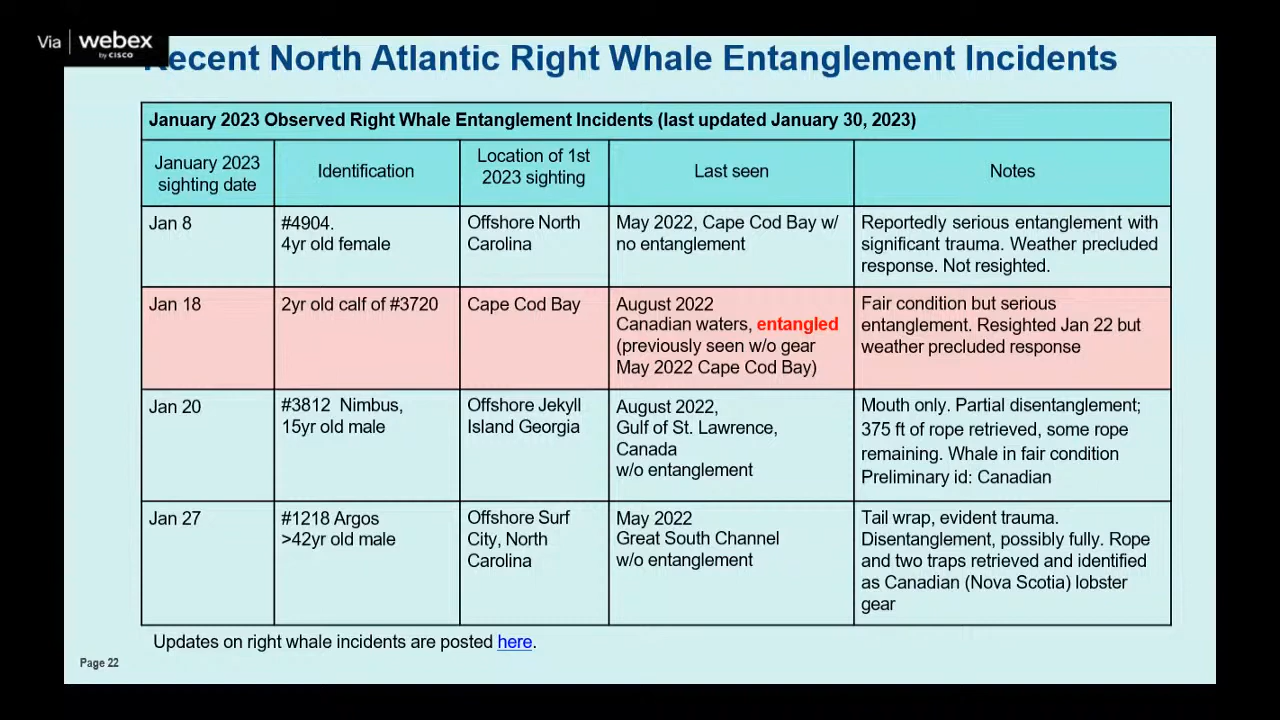 Via webex
by CISCO
ecent North Atlantic Right Whale Entanglement Incidents
January 2023 Observed Right Whale Entanglement Incidents (last updated January 30, 2023)
January 2023
sighting date
Identification
Location of 1st
2023 sighting
Last seen
Notes
Jan 8
#4904.
4yr old female
Offshore North
Carolina
May 2022, Cape Cod Bay w/
no entanglement
Reportedly serious entanglement with
significant trauma. Weather precluded
response. Not resighted.
Jan 18
2yr old calf of #3720
Cape Cod Bay
August 2022
Canadian waters, entangled
(previously seen w/o gear
May 2022 Cape Cod Bay)
Fair condition but serious
entanglement. Resighted Jan 22 but
weather precluded response
Jan 20
#3812 Nimbus,
15yr old male
Offshore Jekyll
Island Georgia
August 2022,
Gulf of St. Lawrence,
Canada
w/o entanglement
Mouth only. Partial disentanglement;
375 ft of rope retrieved, some rope
remaining. Whale in fair condition
Preliminary id: Canadian
Jan 27
#1218 Argos
>42yr old male
Offshore Surf
City, North
Carolina
May 2022
Great South Channel
w/o entanglement
Tail wrap, evident trauma.
Disentanglement, possibly fully. Rope
and two traps retrieved and identified
as Canadian (Nova Scotia) lobster
gear
Updates on right whale incidents are posted here.
Page 22